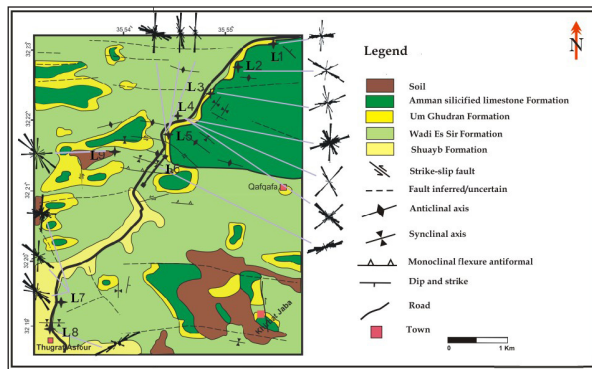 35.54 35.55
N
32.23
32.22
32.21
32.20
32.19
L1
L2
L3
L4
L5
L9
L6
Qafqafa
L7
L8
Thugrat Asfour
Legend
Soil
Amman silicified limestone Formation
Um Ghudran Formation
Wadi Es Sir Formation
Shuayb Formation
Strike-slip fault
Fault inferred/uncertain
Anticlinal axis
Synclinal axis
Monoclinal flexure antiformal
Dip and strike
Road
Town
0 1 Km